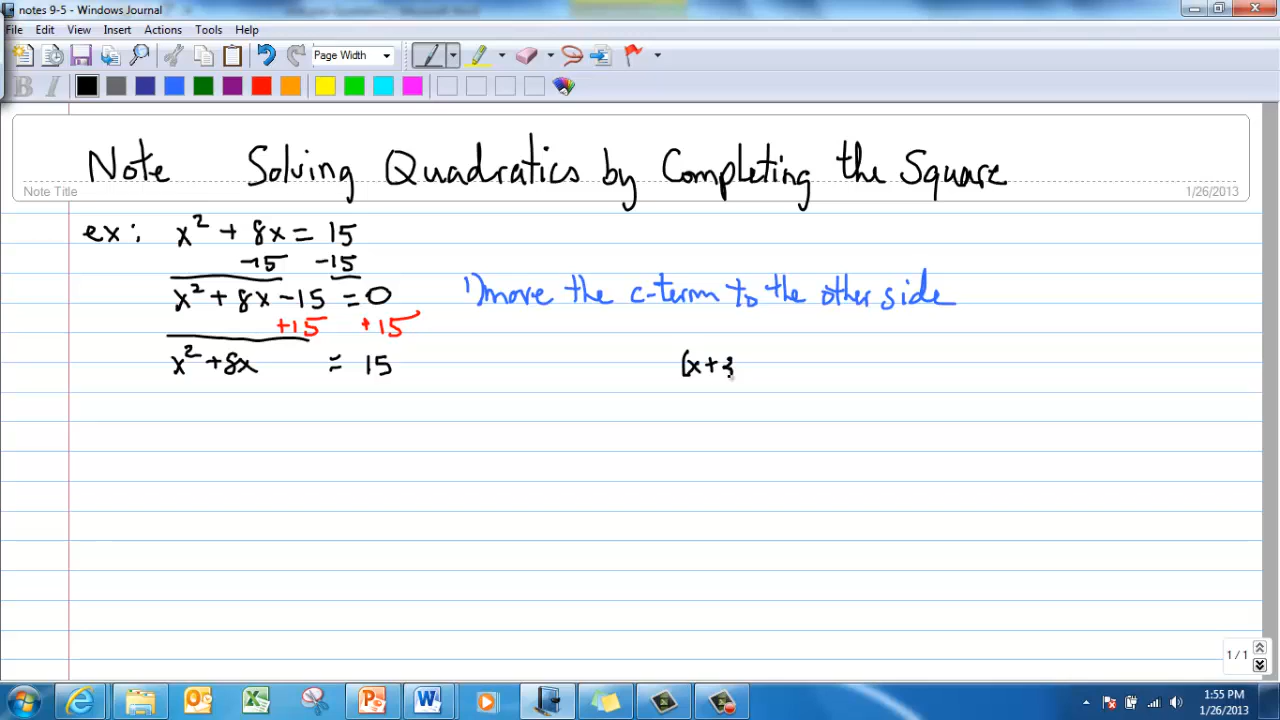 notes 9-5 - Windows Journal
File Edit View Insert Actions Tools Help
Page Width
B I
Note Solving Quadratics by Completing the Square
Note Title 1/26/2013
ex: x² + 8x = 15
-15 -15
x² + 8x - 15 = 0 1) move the c-term to the other side
+15 +15
x² + 8x = 15 (x + 3
1 / 1
1:55 PM
1/26/2013